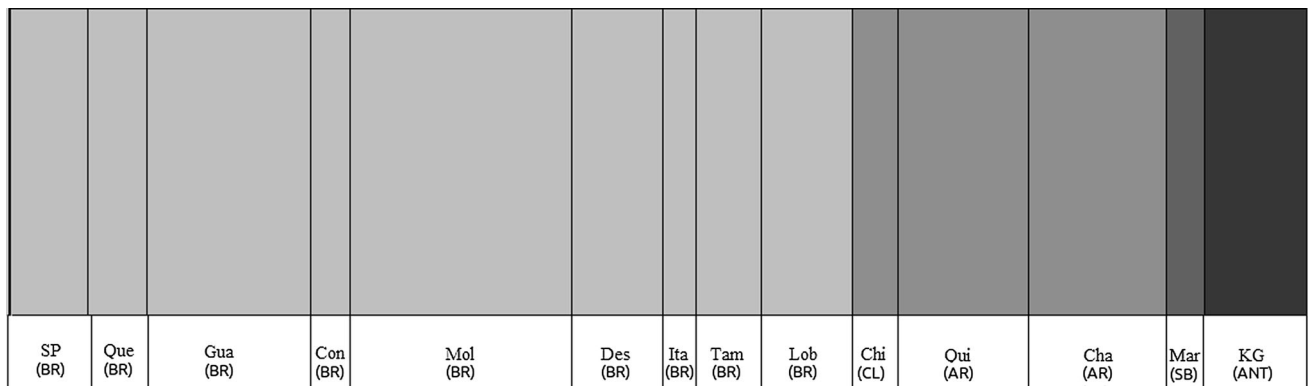 SP Que Gua Con Mol Des Ita Tam Lob Chi Qui Cha Mar KG
(BR) (BR) (BR) (BR) (BR) (BR) (BR) (BR) (BR) (CL) (AR) (AR) (SB) (ANT)